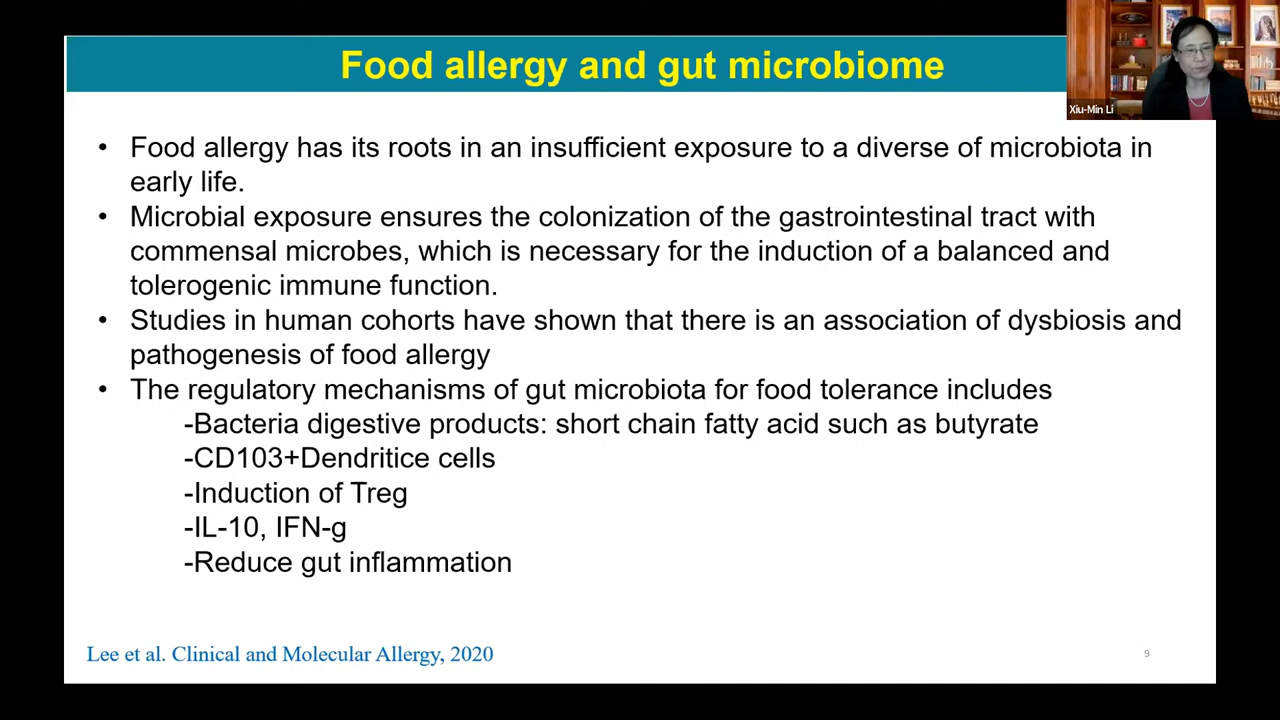 Food allergy and gut microbiome
Xiu-Min Li
• Food allergy has its roots in an insufficient exposure to a diverse of microbiota in
early life.
• Microbial exposure ensures the colonization of the gastrointestinal tract with
commensal microbes, which is necessary for the induction of a balanced and
tolerogenic immune function.
• Studies in human cohorts have shown that there is an association of dysbiosis and
pathogenesis of food allergy
• The regulatory mechanisms of gut microbiota for food tolerance includes
-Bacteria digestive products: short chain fatty acid such as butyrate
-CD103+Dendritice cells
-Induction of Treg
-IL-10, IFN-g
-Reduce gut inflammation
Lee et al. Clinical and Molecular Allergy, 2020
9